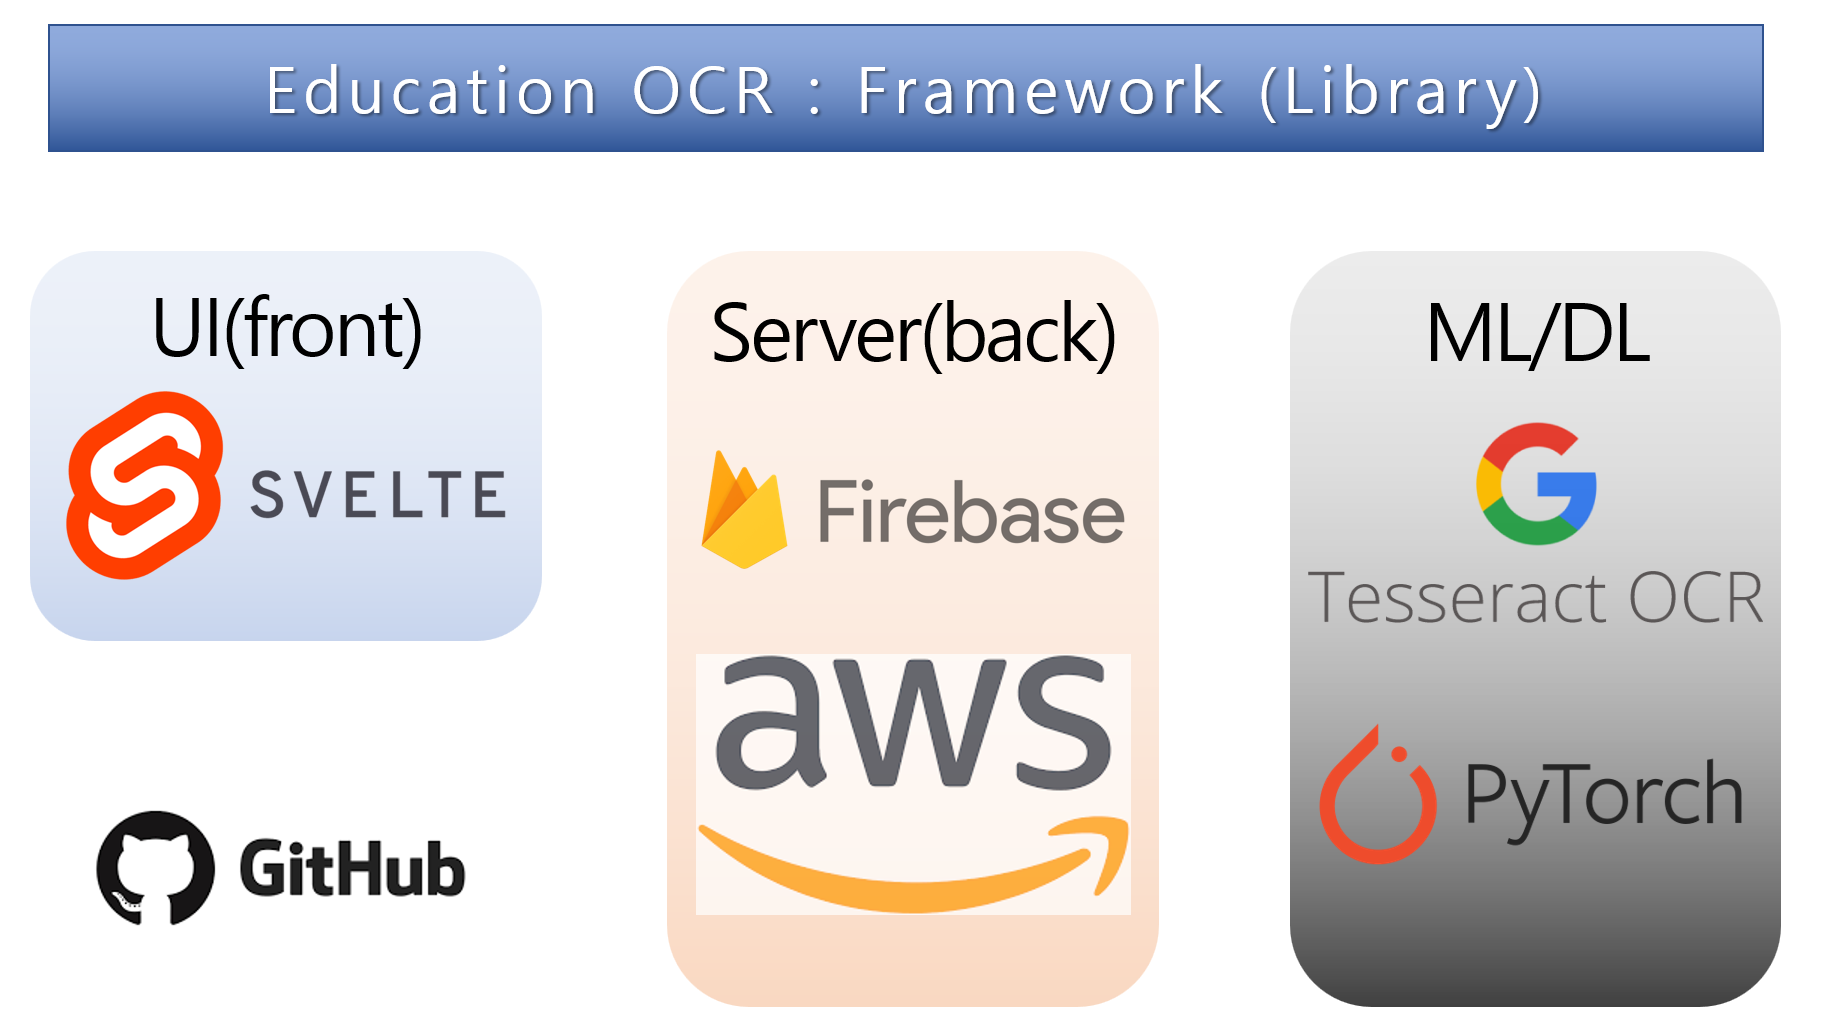 Education OCR : Framework (Library)
UI(front)
SVELTE
GitHub
Server(back)
Firebase
aws
ML/DL
G
Tesseract OCR
PyTorch